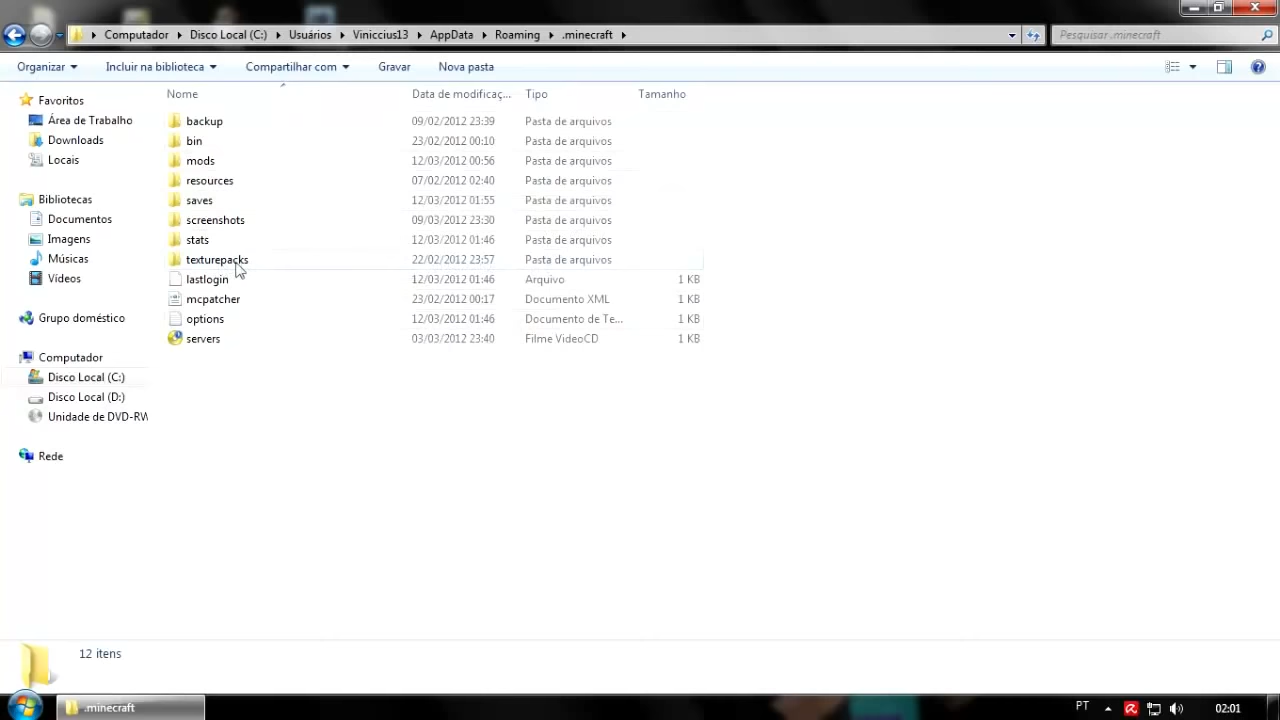 Computador Disco Local (C:) Usuários Viniccius13 AppData Roaming .minecraft Pesquisar .minecraft
Organizar Incluir na biblioteca Compartilhar com Gravar Nova pasta
Favoritos
Área de Trabalho
Downloads
Locais
Bibliotecas
Documentos
Imagens
Músicas
Vídeos
Grupo doméstico
Computador
Disco Local (C:)
Disco Local (D:)
Unidade de DVD-RW
Rede
Nome Data de modificaç... Tipo Tamanho
backup 09/02/2012 23:39 Pasta de arquivos
bin 23/02/2012 00:10 Pasta de arquivos
mods 12/03/2012 00:56 Pasta de arquivos
resources 07/02/2012 02:40 Pasta de arquivos
saves 12/03/2012 01:55 Pasta de arquivos
screenshots 09/03/2012 23:30 Pasta de arquivos
stats 12/03/2012 01:46 Pasta de arquivos
texturepacks 22/02/2012 23:57 Pasta de arquivos
lastlogin 12/03/2012 01:46 Arquivo 1 KB
mcpatcher 23/02/2012 00:17 Documento XML 1 KB
options 12/03/2012 01:46 Documento de Te... 1 KB
servers 03/03/2012 23:40 Filme VideoCD 1 KB
12 itens
.minecraft PT 02:01